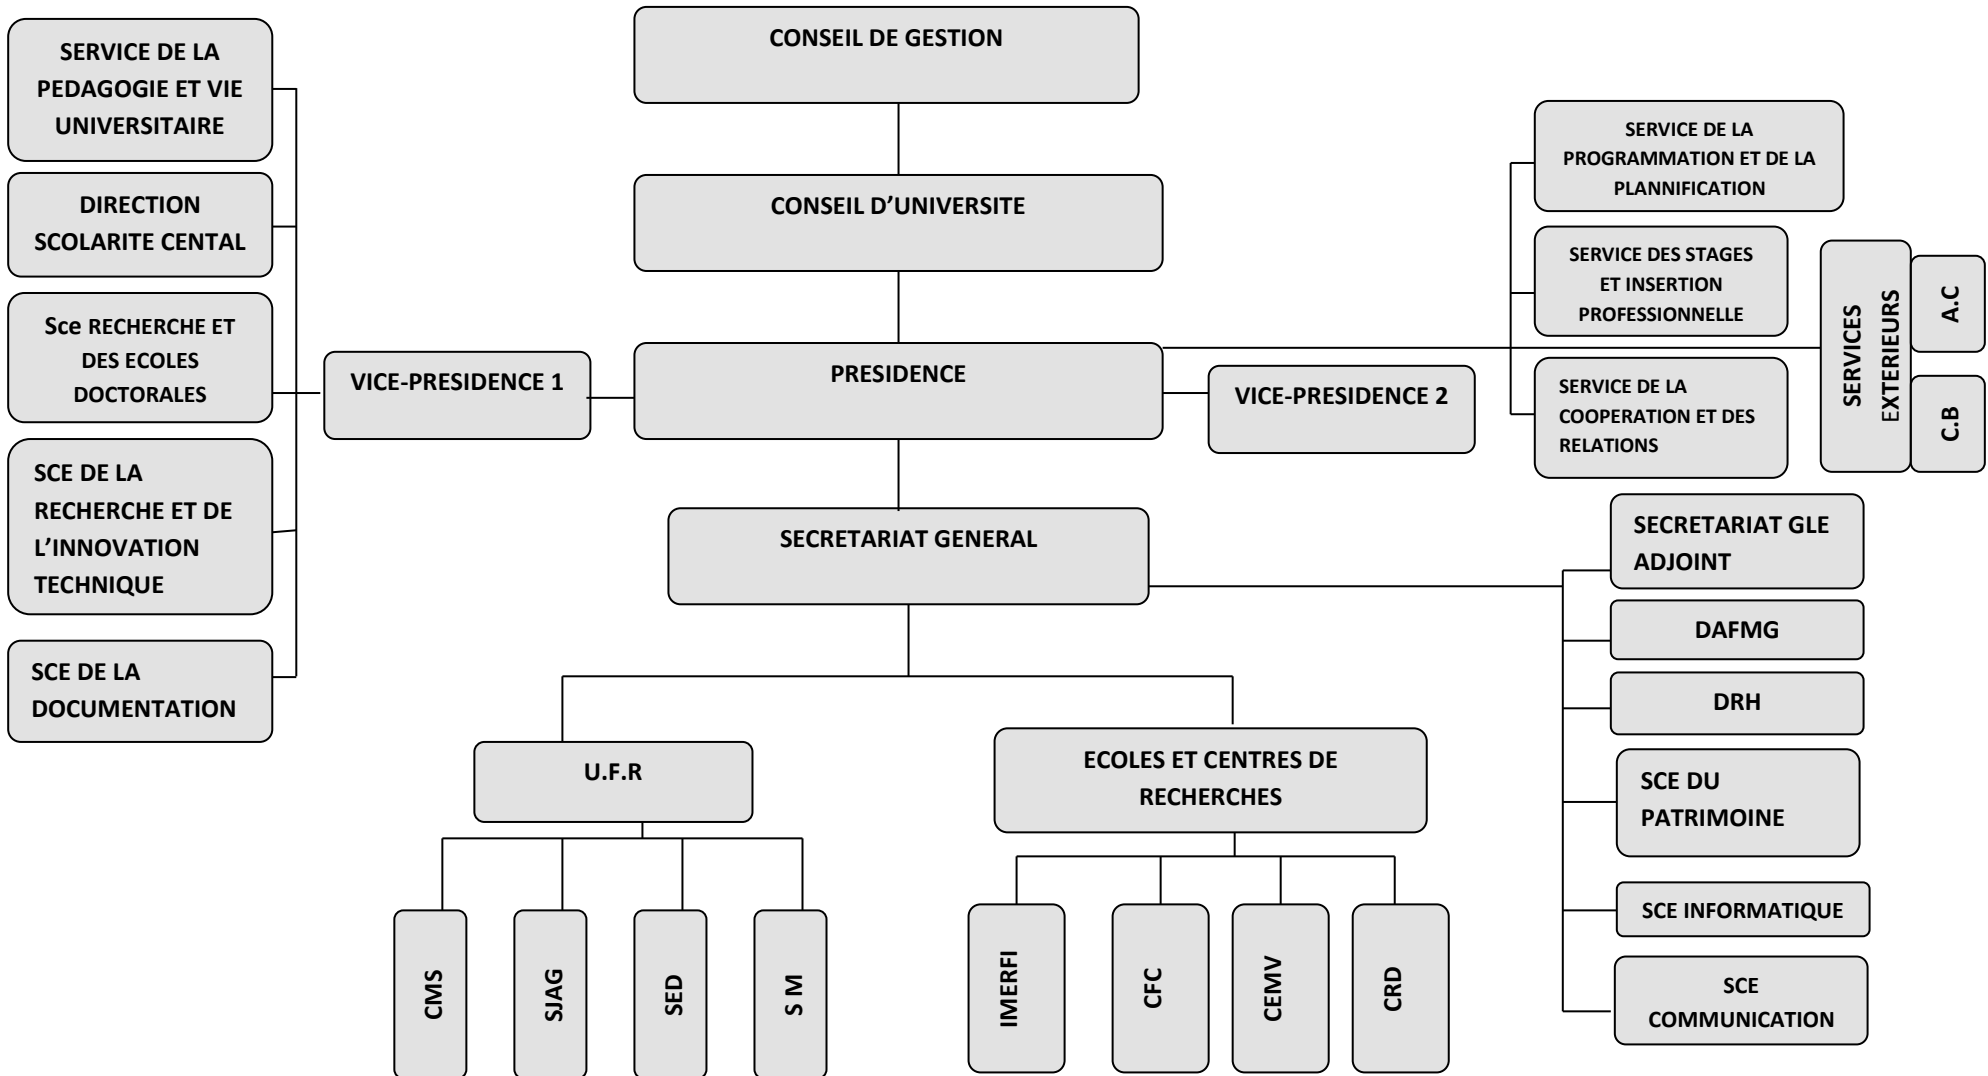 SERVICE DE LA
PEDAGOGIE ET VIE
UNIVERSITAIRE
DIRECTION
SCOLARITE CENTAL
Sce RECHERCHE ET
DES ECOLES
DOCTORALES
SCE DE LA
RECHERCHE ET DE
L’INNOVATION
TECHNIQUE
SCE DE LA
DOCUMENTATION
CONSEIL DE GESTION
CONSEIL D’UNIVERSITE
VICE-PRESIDENCE 1
PRESIDENCE
VICE-PRESIDENCE 2
SERVICE DE LA
PROGRAMMATION ET DE LA
PLANNIFICATION
SERVICE DES STAGES
ET INSERTION
PROFESSIONNELLE
SERVICE DE LA
COOPERATION ET DES
RELATIONS
SERVICES
EXTERIEURS
A.C
C.B
SECRETARIAT GENERAL
SECRETARIAT GLE
ADJOINT
DAFMG
DRH
SCE DU
PATRIMOINE
SCE INFORMATIQUE
SCE
COMMUNICATION
U.F.R
ECOLES ET CENTRES DE
RECHERCHES
CMS
SJAG
SED
S M
IMERFI
CFC
CEMV
CRD